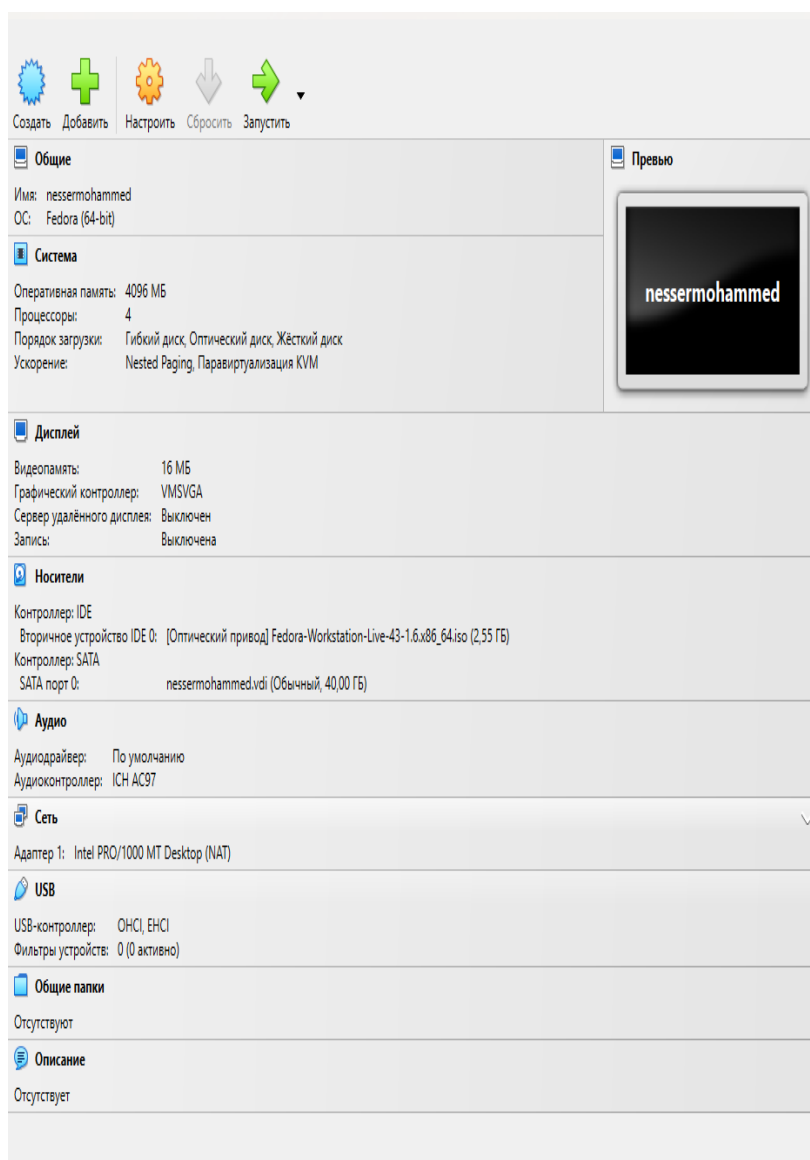 Создать Добавить Настроить Сбросить Запустить
Общие
Имя: nessermohammed
ОС: Fedora (64-bit)
Превью
nessermohammed
Система
Оперативная память: 4096 МБ
Процессоры: 4
Порядок загрузки: Гибкий диск, Оптический диск, Жёсткий диск
Ускорение: Nested Paging, Паравиртуализация KVM
Дисплей
Видеопамять: 16 МБ
Графический контроллер: VMSVGA
Сервер удалённого дисплея: Выключен
Запись: Выключена
Носители
Контроллер: IDE
Вторичное устройство IDE 0: [Оптический привод] Fedora-Workstation-Live-43-1.6.x86_64.iso (2,55 ГБ)
Контроллер: SATA
SATA порт 0: nessermohammed.vdi (Обычный, 40,00 ГБ)
Аудио
Аудиодрайвер: По умолчанию
Аудиоконтроллер: ICH AC97
Сеть
Адаптер 1: Intel PRO/1000 MT Desktop (NAT)
USB
USB-контроллер: OHCI, EHCI
Фильтры устройств: 0 (0 активно)
Общие папки
Отсутствуют
Описание
Отсутствует